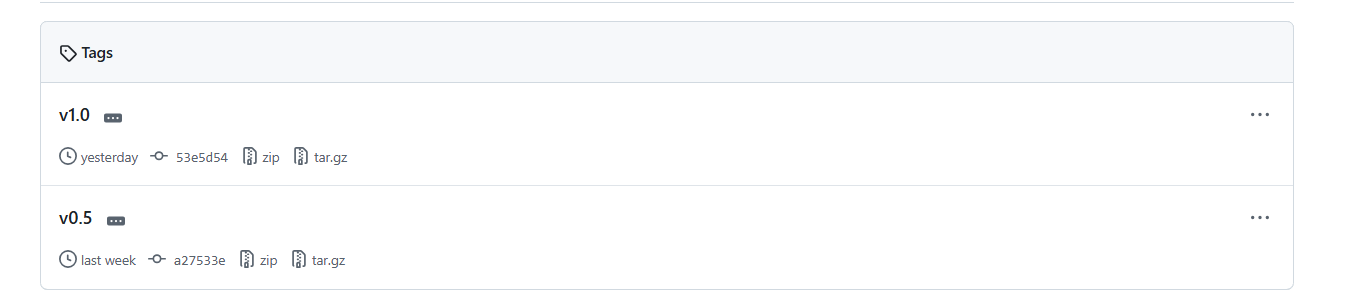 Tags
v1.0
yesterday 53e5d54 zip tar.gz
v0.5
last week a27533e zip tar.gz